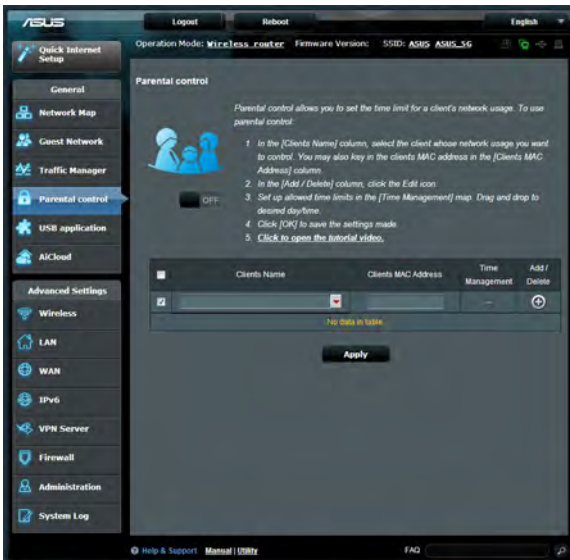 ASUS
Logout
Reboot
English
Quick Internet Setup
Operation Mode: Wireless router Firmware Version: SSID: ASUS ASUS_5G
General
Network Map
Guest Network
Traffic Manager
Parental control
USB application
AiCloud
Advanced Settings
Wireless
LAN
WAN
IPv6
VPN Server
Firewall
Administration
System Log
Parental control
Parental control allows you to set the time limit for a client's network usage. To use
parental control:
1. In the [Clients Name] column, select the client whose network usage you want
to control. You may also key in the clients MAC address in the [Clients MAC
Address] column.
2. In the [Add / Delete] column, click the Edit icon.
3. Set up allowed time limits in the [Time Management] map. Drag and drop to
desired day/time.
4. Click [OK] to save the settings made.
5. Click to open the tutorial video.
OFF
Clients Name
Clients MAC Address
Time Management
Add / Delete
--
No data in table.
Apply
Help & Support Manual | Utility
FAQ